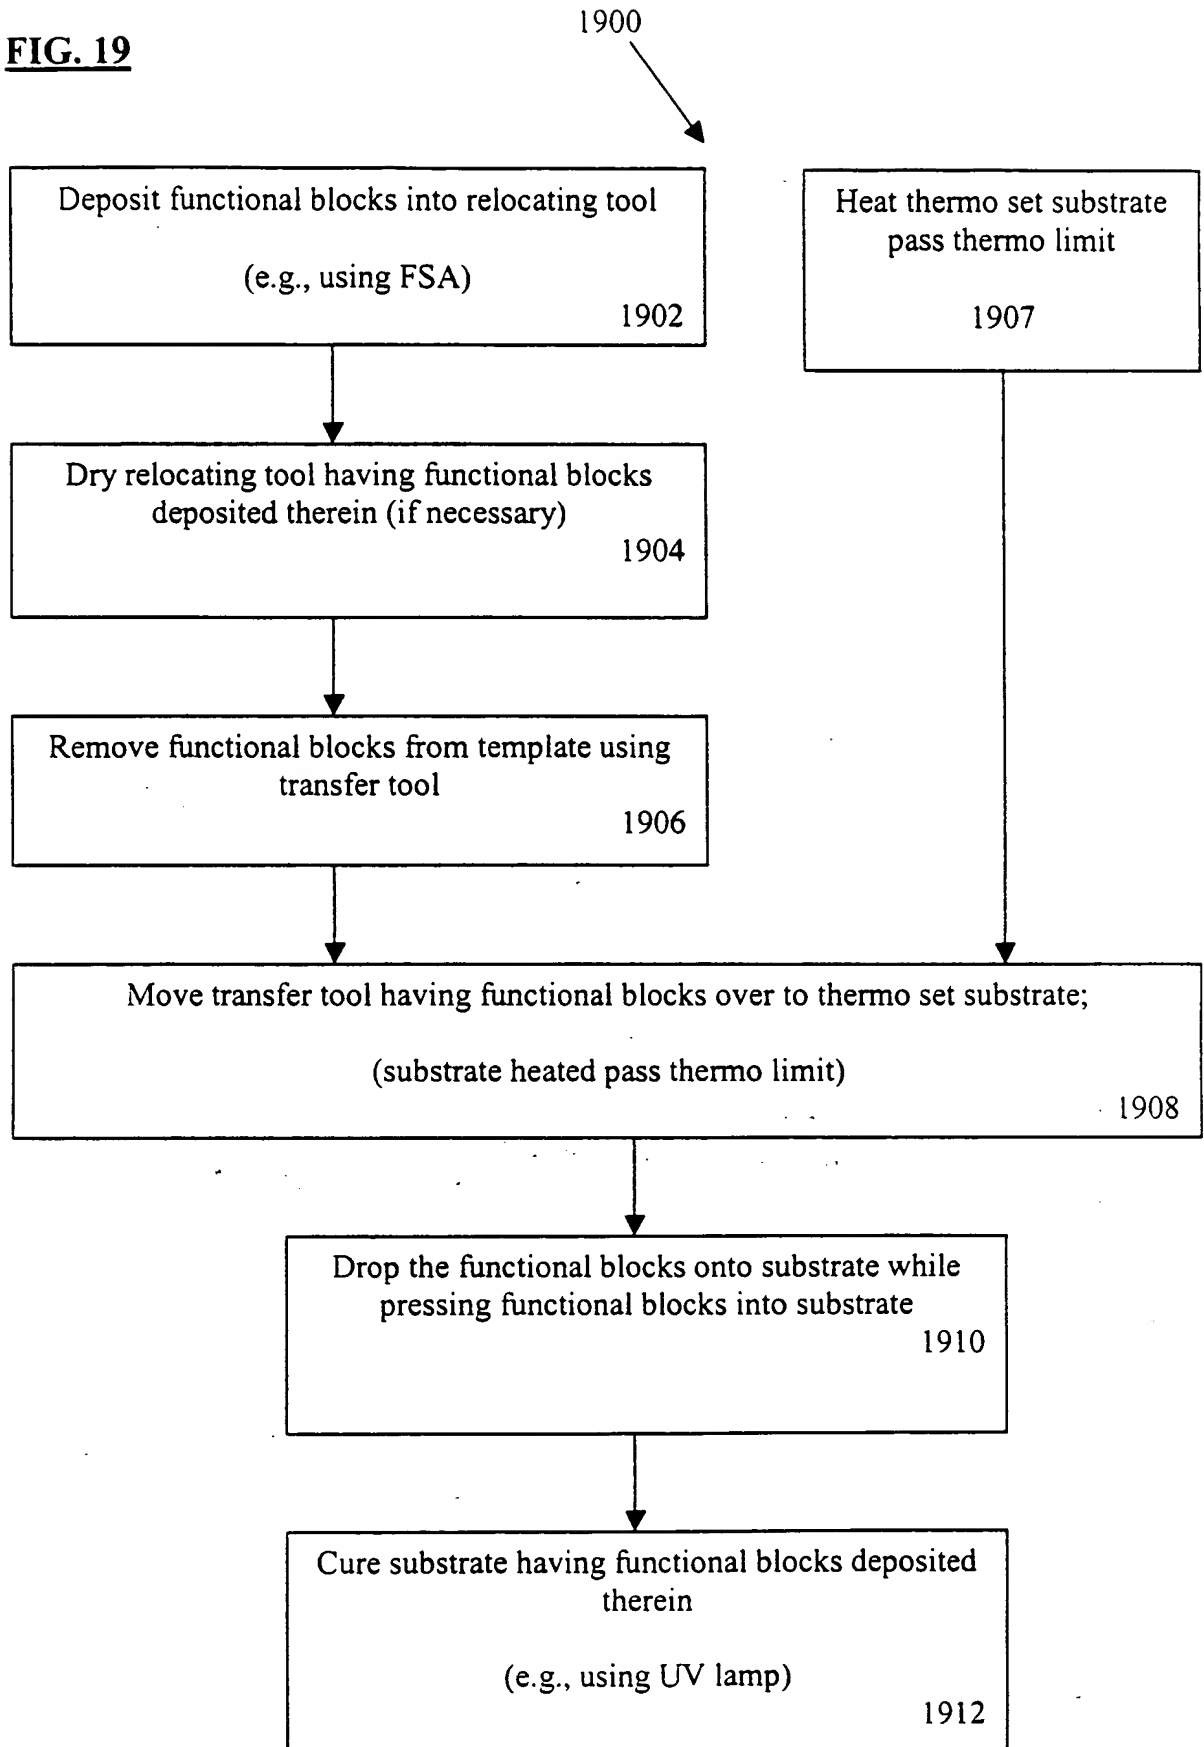 1900
FIG. 19
Deposit functional blocks into relocating tool
(e.g., using FSA)
1902
Heat thermo set substrate
pass thermo limit
1907
Dry relocating tool having functional blocks
deposited therein (if necessary)
1904
Remove functional blocks from template using
transfer tool
1906
Move transfer tool having functional blocks over to thermo set substrate;
(substrate heated pass thermo limit)
1908
Drop the functional blocks onto substrate while
pressing functional blocks into substrate
1910
Cure substrate having functional blocks deposited
therein
(e.g., using UV lamp)
1912